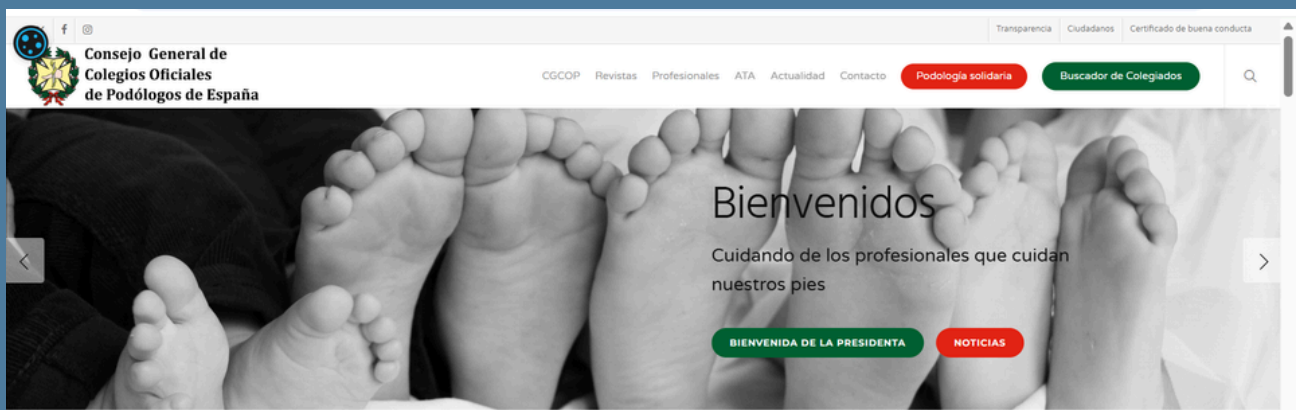 Transparencia Ciudadanos Certificado de buena conducta
Consejo General de
Colegios Oficiales
de Podólogos de España
CGCOP Revistas Profesionales ATA Actualidad Contacto Podología solidaria Buscador de Colegiados
Bienvenidos
Cuidando de los profesionales que cuidan
nuestros pies
BIENVENIDA DE LA PRESIDENTA NOTICIAS